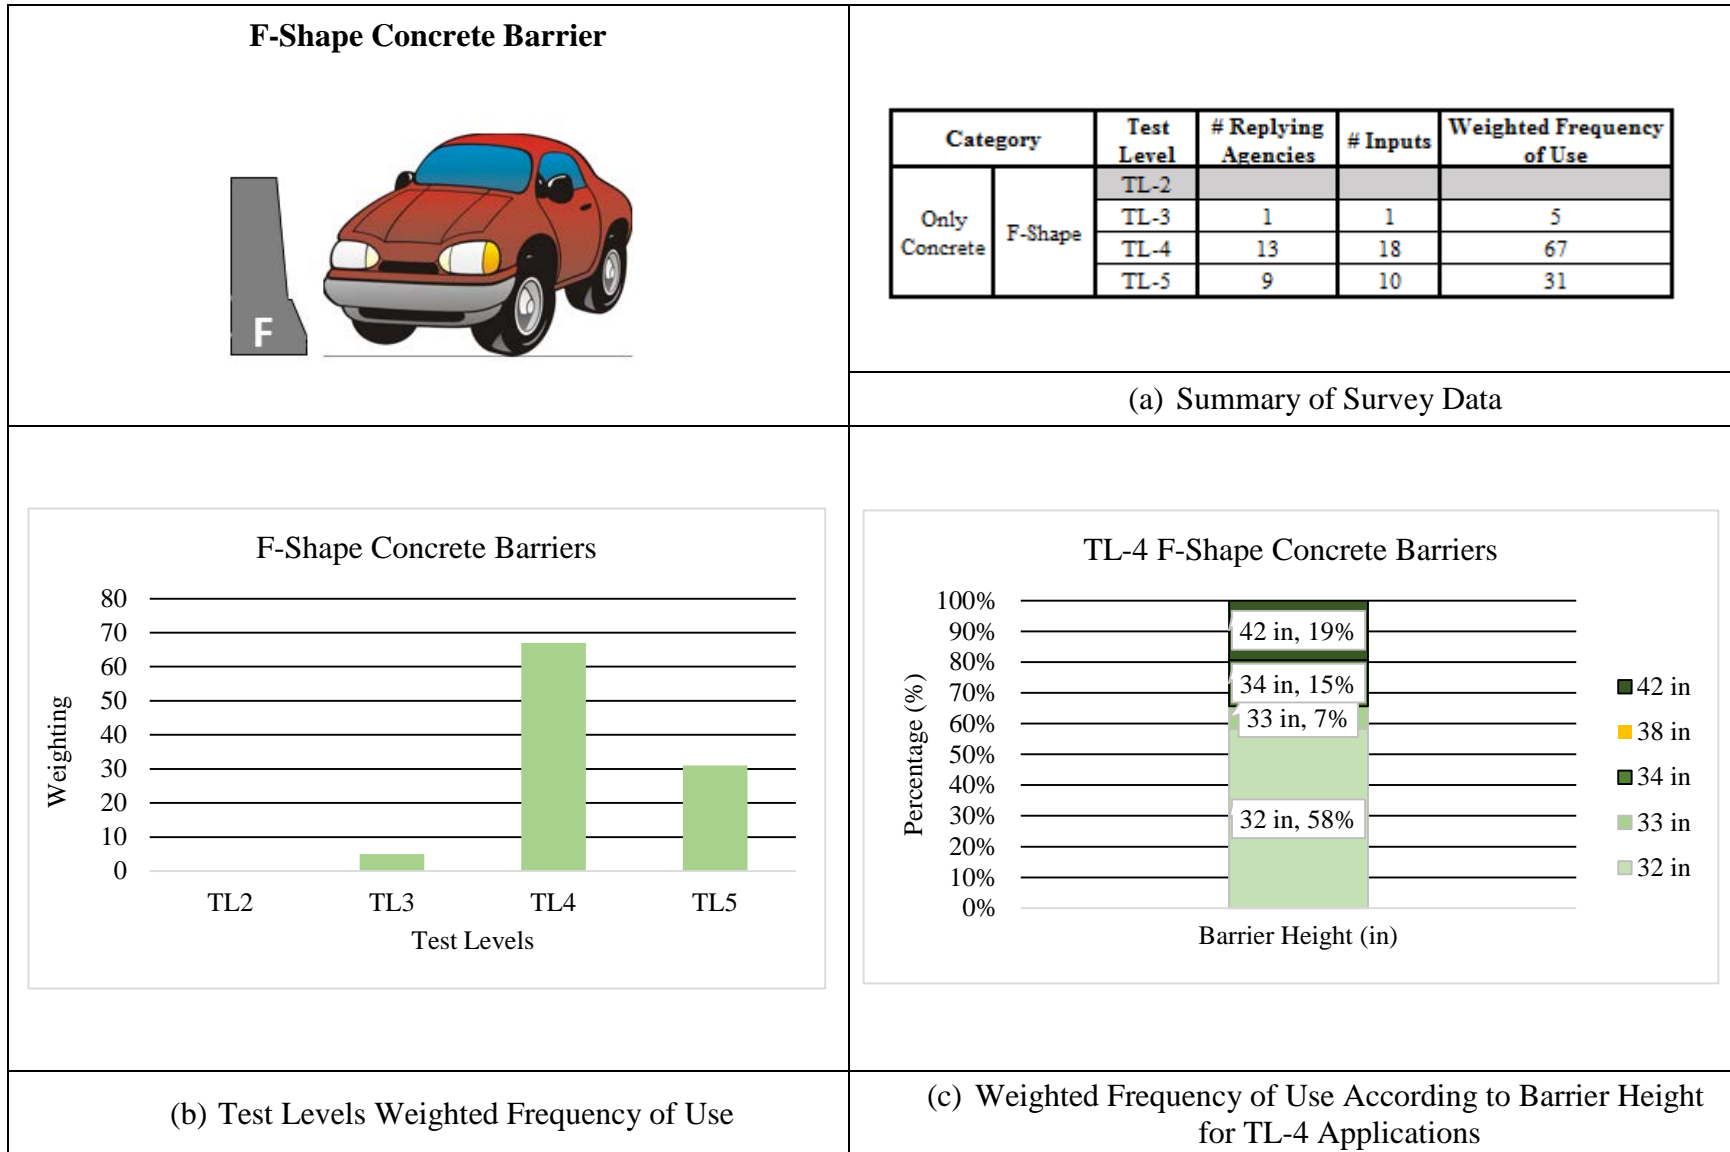 F-Shape Concrete Barrier
F
Category
Test
Level
# Replying
Agencies
# Inputs
Weighted Frequency
of Use
Only
Concrete
F-Shape
TL-2
TL-3 1 1 5
TL-4 13 18 67
TL-5 9 10 31
(a) Summary of Survey Data
F-Shape Concrete Barriers
80
70
60
50
40
30
20
10
0
Weighting
TL2 TL3 TL4 TL5
Test Levels
(b) Test Levels Weighted Frequency of Use
TL-4 F-Shape Concrete Barriers
100%
90%
80%
70%
60%
50%
40%
30%
20%
10%
0%
Percentage (%)
42 in, 19%
34 in, 15%
33 in, 7%
32 in, 58%
Barrier Height (in)
42 in
38 in
34 in
33 in
32 in
(c) Weighted Frequency of Use According to Barrier Height
for TL-4 Applications